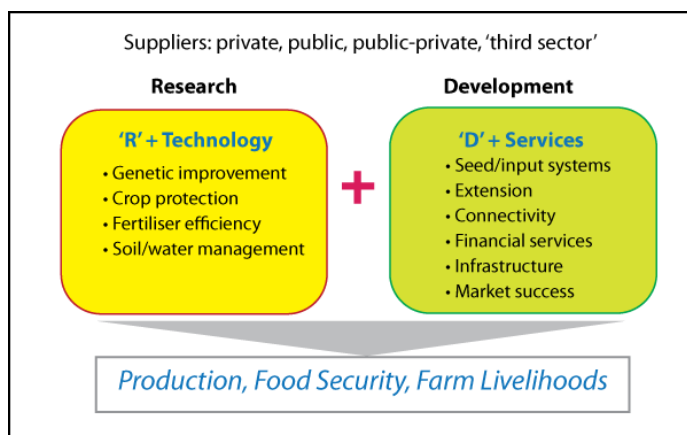 Suppliers: private, public, public-private, ‘third sector’
Research
Development
‘R’ + Technology
• Genetic improvement
• Crop protection
• Fertiliser efficiency
• Soil/water management
+
‘D’ + Services
• Seed/input systems
• Extension
• Connectivity
• Financial services
• Infrastructure
• Market success
Production, Food Security, Farm Livelihoods